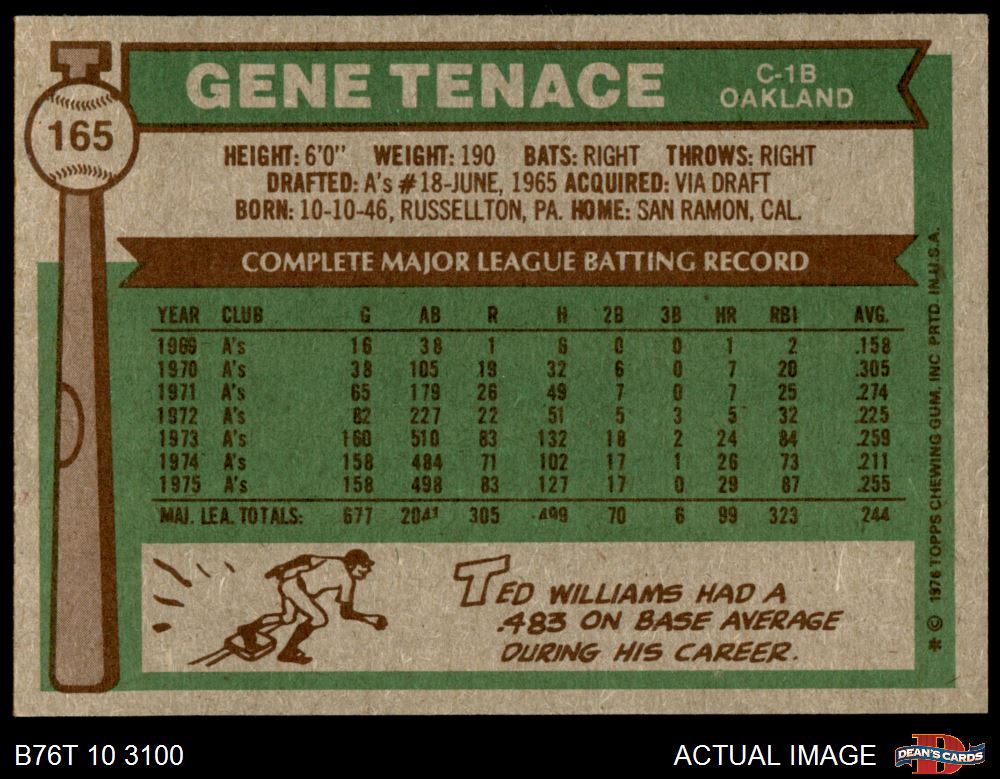 165
GENE TENACE
C-1B
OAKLAND
HEIGHT: 6'0" WEIGHT: 190 BATS: RIGHT THROWS: RIGHT
DRAFTED: A's #18-JUNE, 1965 ACQUIRED: VIA DRAFT
BORN: 10-10-46, RUSSELLTON, PA. HOME: SAN RAMON, CAL.
COMPLETE MAJOR LEAGUE BATTING RECORD
YEAR CLUB G AB R H 2B 3B HR RBI AVG.
1969 A's 16 38 1 6 0 0 1 2 .158
1970 A's 38 105 19 32 6 0 7 20 .305
1971 A's 65 179 26 49 7 0 7 25 .274
1972 A's 82 227 22 51 5 3 5 32 .225
1973 A's 160 510 83 132 18 2 24 84 .259
1974 A's 158 484 71 102 17 1 26 73 .211
1975 A's 158 498 83 127 17 0 29 87 .255
MAJ. LEA. TOTALS: 677 2041 305 499 70 6 99 323 .244
TED WILLIAMS HAD A
.483 ON BASE AVERAGE
DURING HIS CAREER.
* © 1976 TOPPS CHEWING GUM, INC PRTD. IN U.S.A.
B76T 10 3100
ACTUAL IMAGE
DEAN'S CARDS